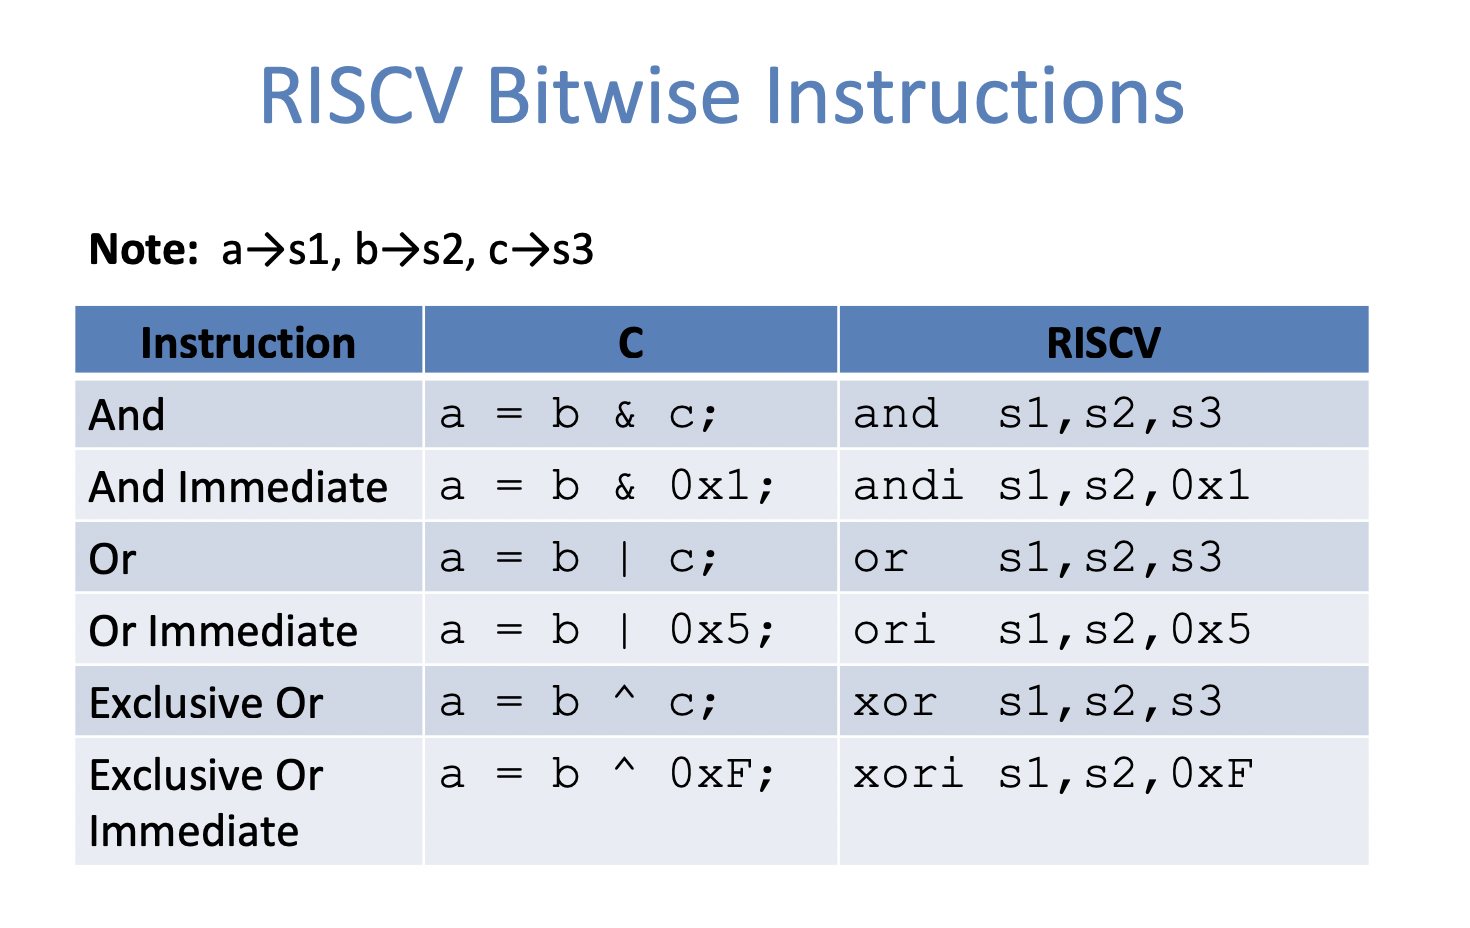 RISCV Bitwise Instructions
Note: a→s1, b→s2, c→s3
Instruction C RISCV
And a = b & c; and s1,s2,s3
And Immediate a = b & 0x1; andi s1,s2,0x1
Or a = b | c; or s1,s2,s3
Or Immediate a = b | 0x5; ori s1,s2,0x5
Exclusive Or a = b ^ c; xor s1,s2,s3
Exclusive Or a = b ^ 0xF; xori s1,s2,0xF
Immediate